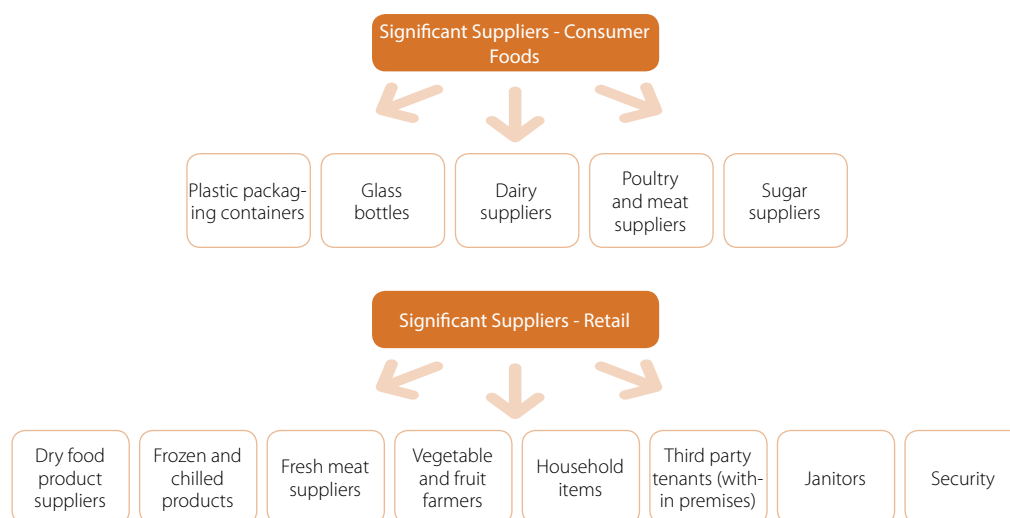 Significant Suppliers - Consumer
Foods
Plastic packag-
ing containers
Glass
bottles
Dairy
suppliers
Poultry
and meat
suppliers
Sugar
suppliers
Significant Suppliers - Retail
Dry food
product
suppliers
Frozen and
chilled
products
Fresh meat
suppliers
Vegetable
and fruit
farmers
Household
items
Third party
tenants (with-
in premises)
Janitors
Security